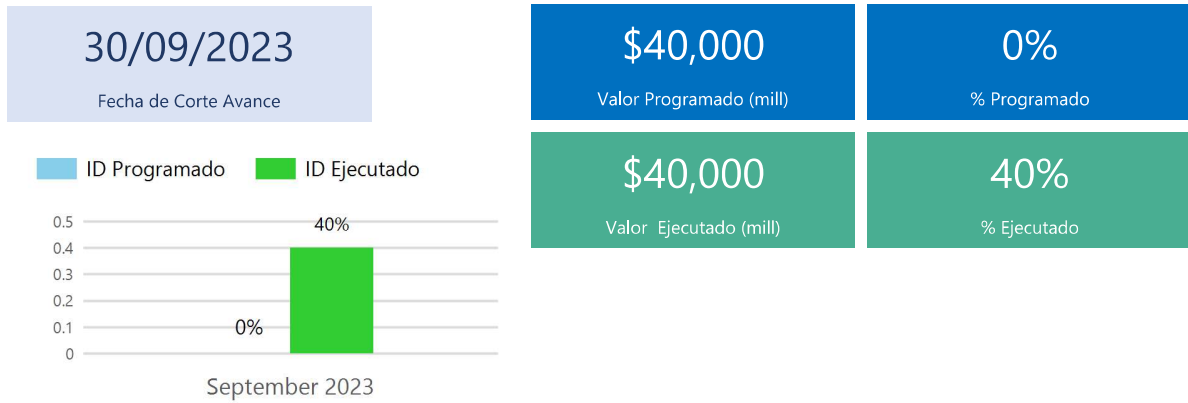 30/09/2023
Fecha de Corte Avance
$40,000
Valor Programado (mill)
0%
% Programado
$40,000
Valor  Ejecutado (mill)
40%
% Ejecutado
ID Programado
ID Ejecutado
0.5
0.4
0.3
0.2
0.1
0
40%
0%
September 2023